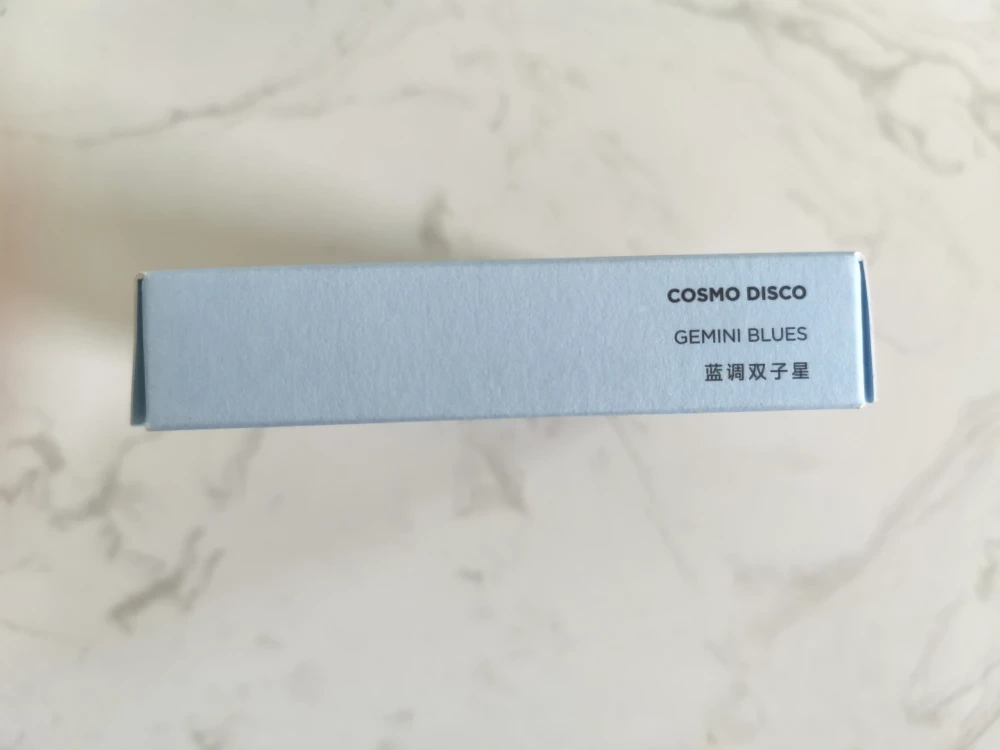 COSMO DISCO
GEMINI BLUES
蓝调双子星